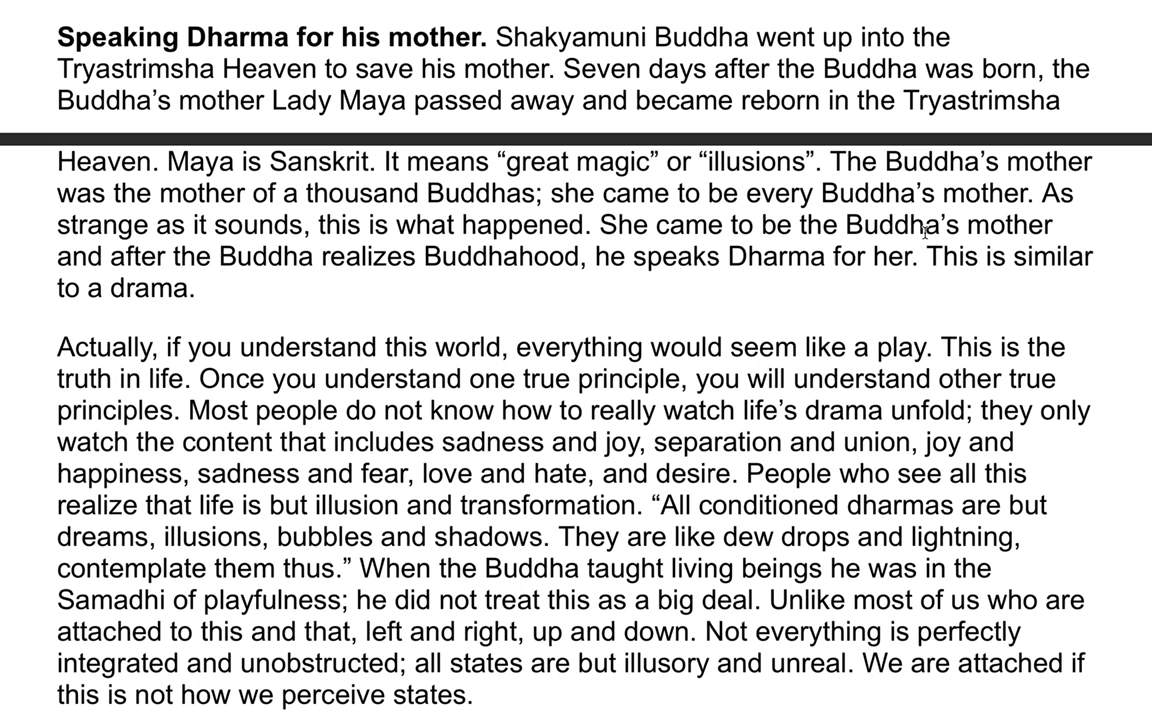 Speaking Dharma for his mother. Shakyamuni Buddha went up into the
Tryastrimsha Heaven to save his mother. Seven days after the Buddha was born, the
Buddha’s mother Lady Maya passed away and became reborn in the Tryastrimsha
Heaven. Maya is Sanskrit. It means “great magic” or “illusions”. The Buddha’s mother
was the mother of a thousand Buddhas; she came to be every Buddha’s mother. As
strange as it sounds, this is what happened. She came to be the Buddha’s mother
and after the Buddha realizes Buddhahood, he speaks Dharma for her. This is similar
to a drama.
Actually, if you understand this world, everything would seem like a play. This is the
truth in life. Once you understand one true principle, you will understand other true
principles. Most people do not know how to really watch life’s drama unfold; they only
watch the content that includes sadness and joy, separation and union, joy and
happiness, sadness and fear, love and hate, and desire. People who see all this
realize that life is but illusion and transformation. “All conditioned dharmas are but
dreams, illusions, bubbles and shadows. They are like dew drops and lightning,
contemplate them thus.” When the Buddha taught living beings he was in the
Samadhi of playfulness; he did not treat this as a big deal. Unlike most of us who are
attached to this and that, left and right, up and down. Not everything is perfectly
integrated and unobstructed; all states are but illusory and unreal. We are attached if
this is not how we perceive states.